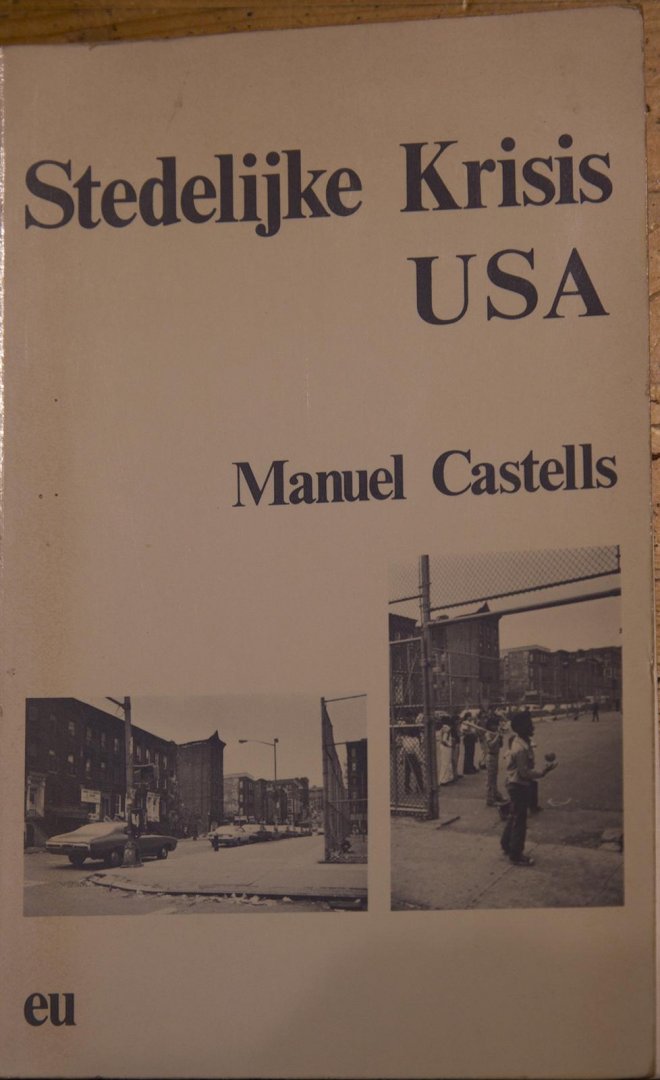 Stedelijke Krisis
USA
Manuel Castells
eu